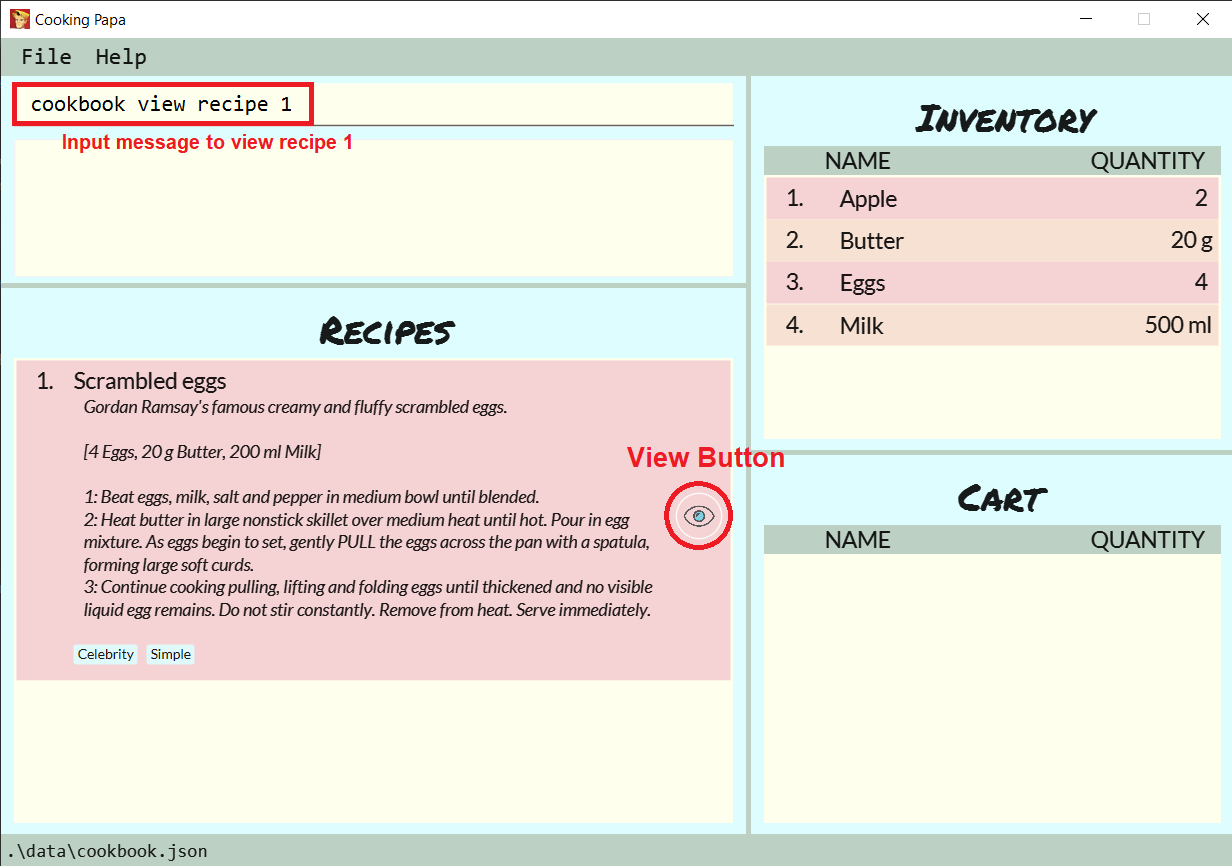 Cooking Papa
File Help
cookbook view recipe 1
Input message to view recipe 1
Recipes
1. Scrambled eggs
Gordan Ramsay's famous creamy and fluffy scrambled eggs.
[4 Eggs, 20 g Butter, 200 ml Milk]
1: Beat eggs, milk, salt and pepper in medium bowl until blended.
2: Heat butter in large nonstick skillet over medium heat until hot. Pour in egg
mixture. As eggs begin to set, gently PULL the eggs across the pan with a spatula,
forming large soft curds.
3: Continue cooking pulling, lifting and folding eggs until thickened and no visible
liquid egg remains. Do not stir constantly. Remove from heat. Serve immediately.
Celebrity Simple
View Button
Inventory
NAME QUANTITY
1. Apple 2
2. Butter 20 g
3. Eggs 4
4. Milk 500 ml
Cart
NAME QUANTITY
.\data\cookbook.json